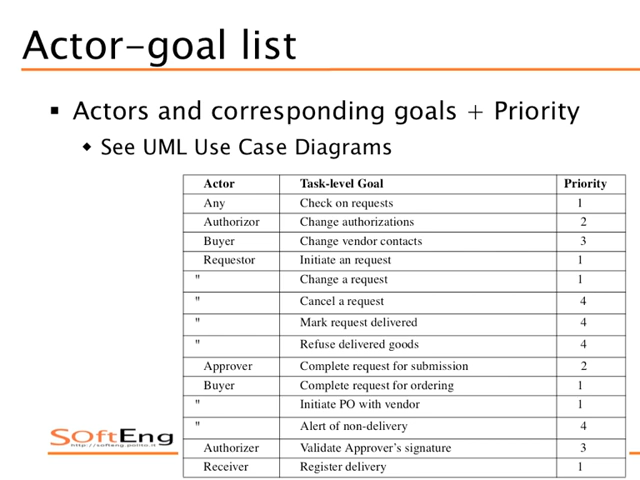 Actor-goal list
▪ Actors and corresponding goals + Priority
◆ See UML Use Case Diagrams
Actor Task-level Goal Priority
Any Check on requests 1
Authorizor Change authorizations 2
Buyer Change vendor contacts 3
Requestor Initiate an request 1
" Change a request 1
" Cancel a request 4
" Mark request delivered 4
" Refuse delivered goods 4
Approver Complete request for submission 2
Buyer Complete request for ordering 1
" Initiate PO with vendor 1
" Alert of non-delivery 4
Authorizer Validate Approver's signature 3
Receiver Register delivery 1
SOftEng
http://softeng.polito.it